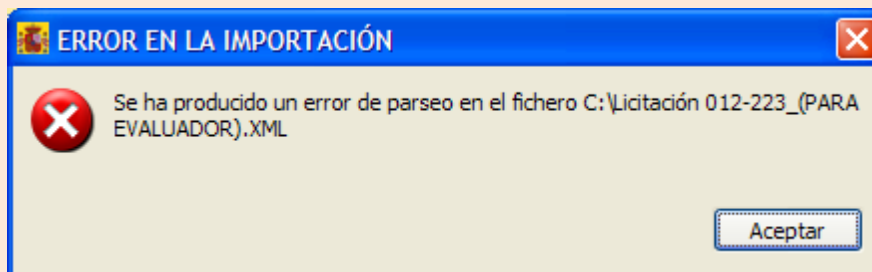 ERROR EN LA IMPORTACIÓN
Se ha producido un error de parseo en el fichero C:\Licitación 012-223_(PARA
EVALUADOR).XML
Aceptar